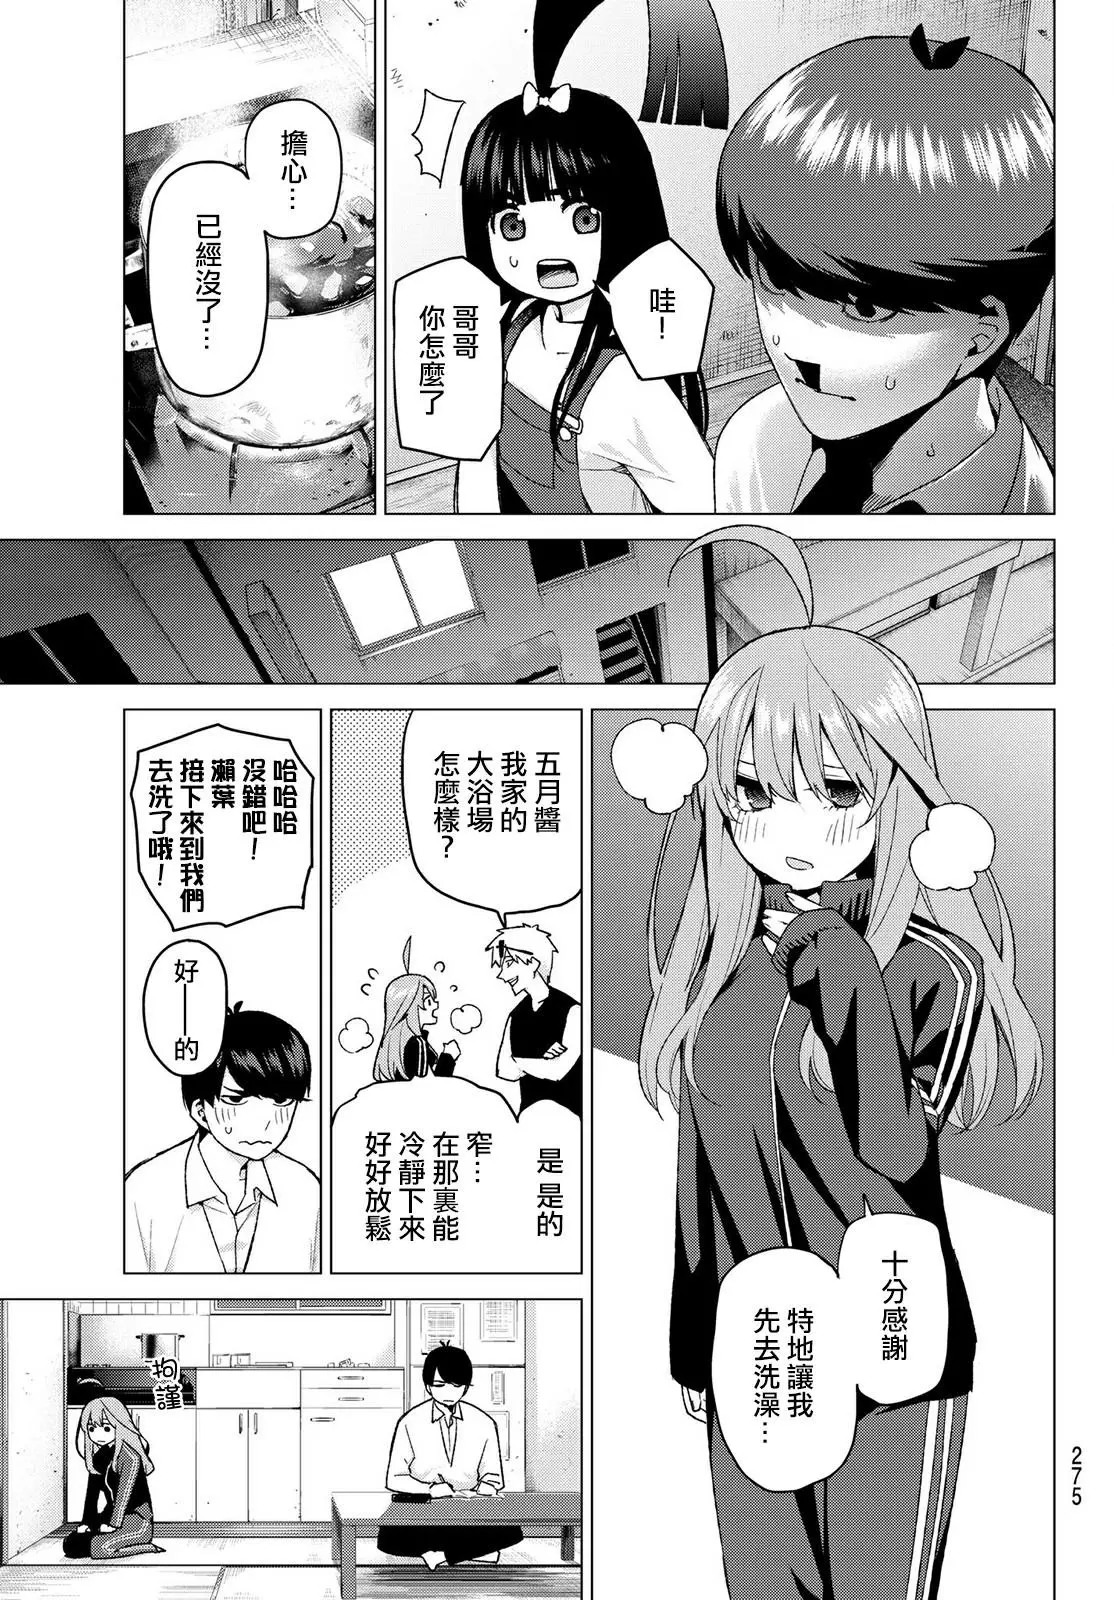 哇！
哥哥
你怎麼了
擔心…
已經沒了…
十分感謝
特地讓我
先去洗澡…
五月醬
我家的
大浴場
怎麼樣？
是 是的
窄…
在那裏能
冷靜下來
好好放鬆
哈哈哈
沒錯吧！
瀨葉
接下來到我們
去洗了哦！
好——的
拘謹
275